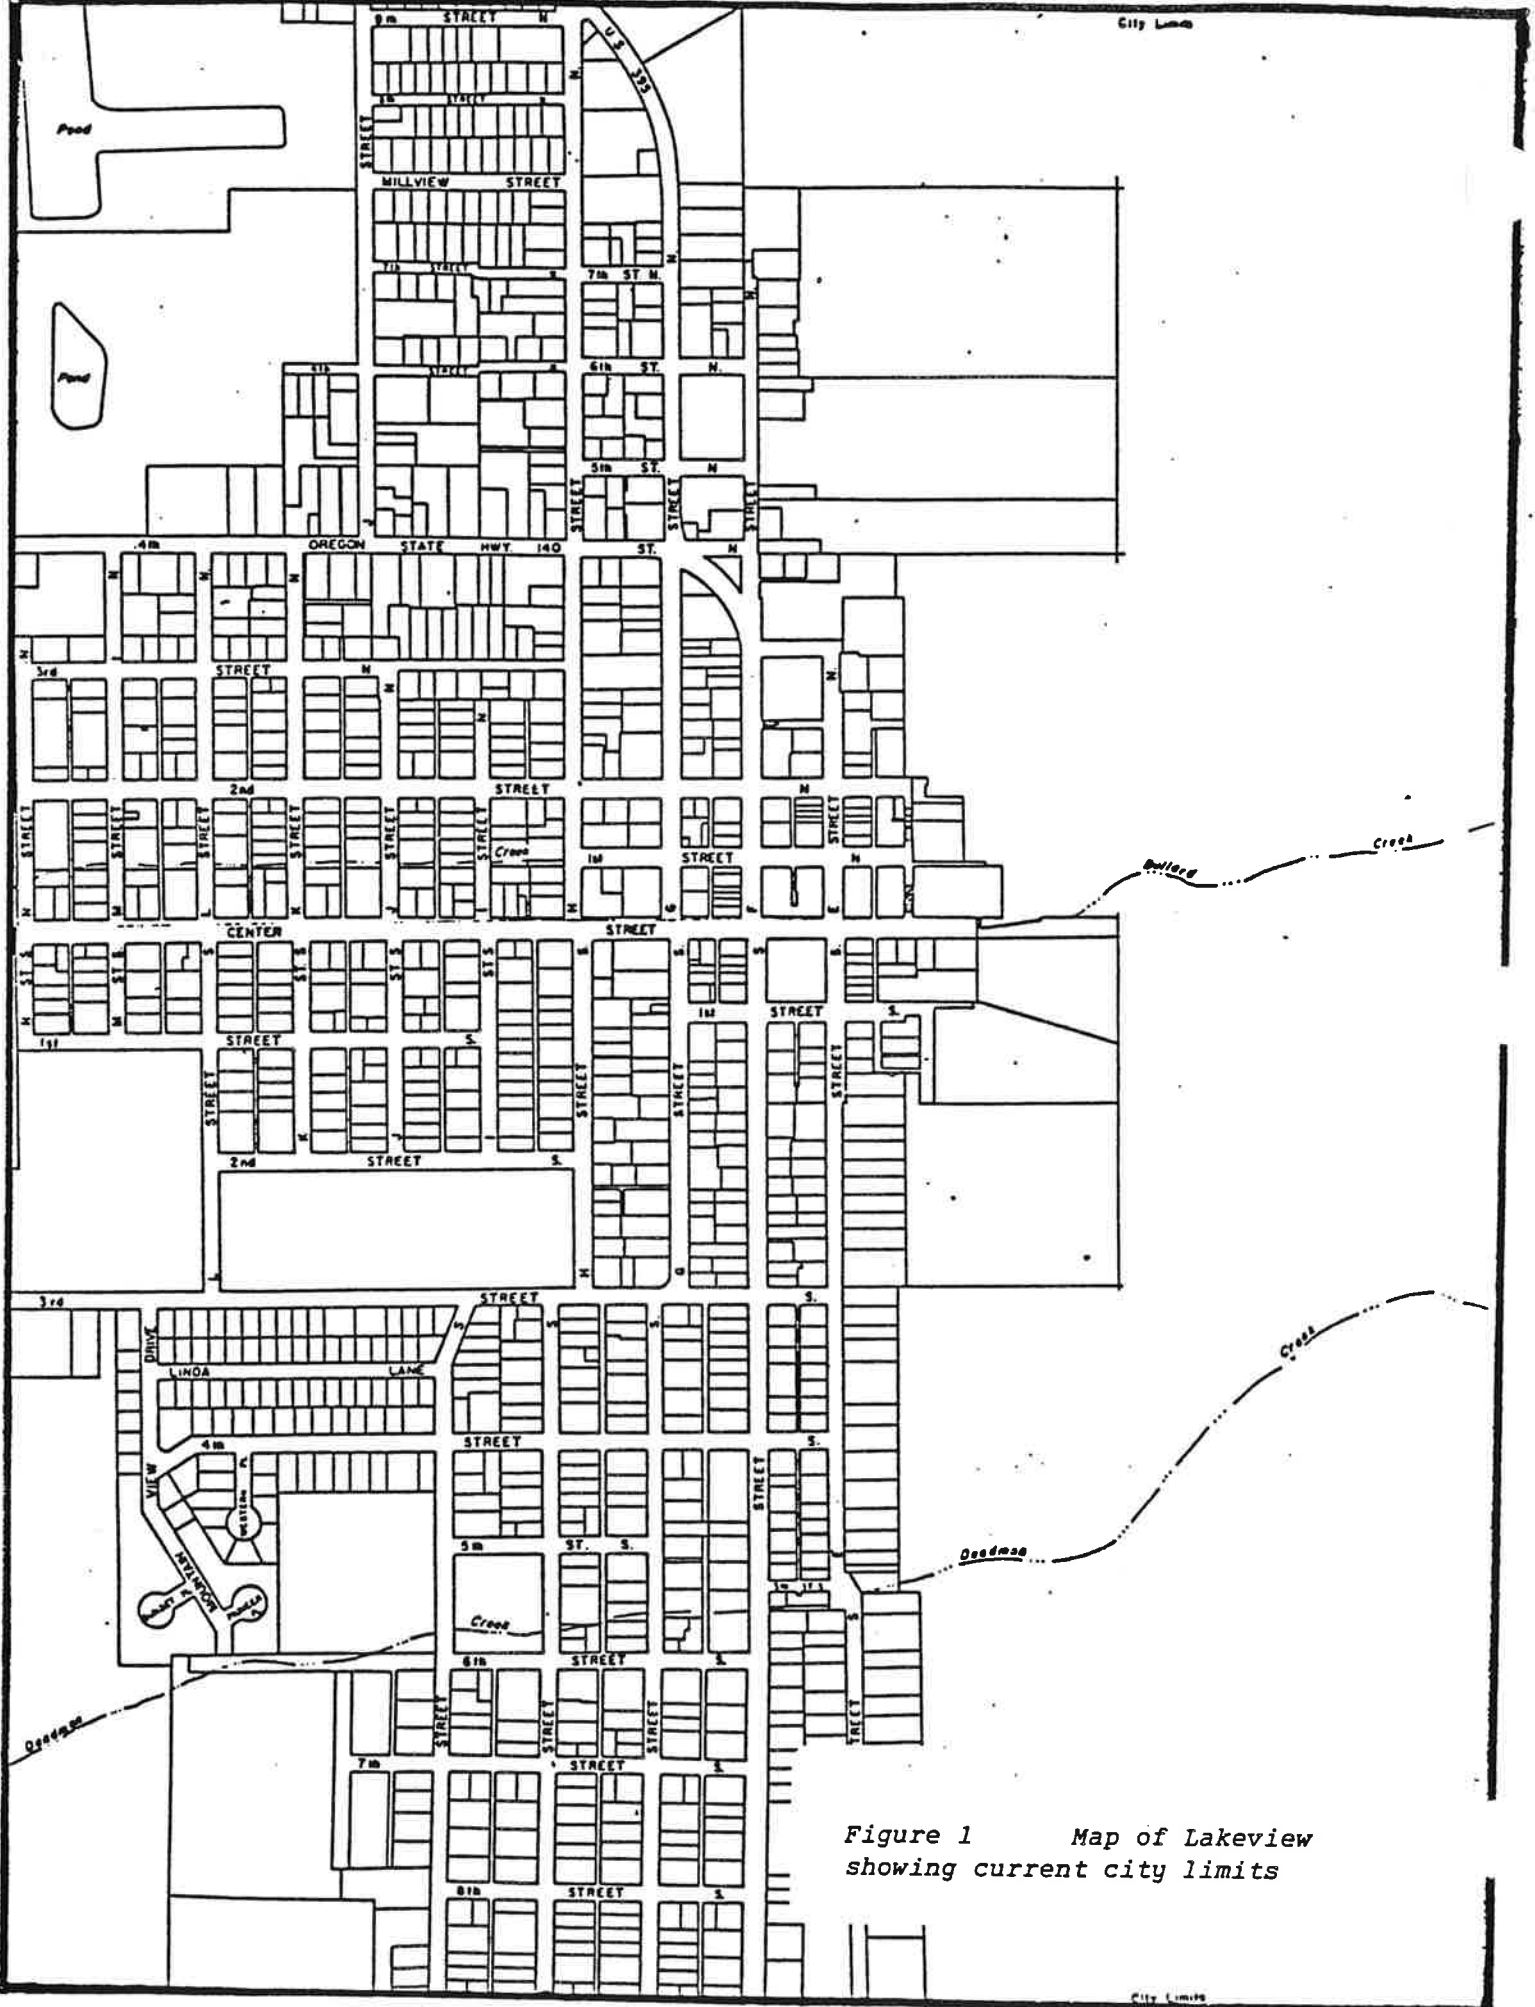 City Limits
9th STREET N
N.
U S 395
8th STREET
Pond
STREET
MILLVIEW STREET
7th STREET
7th ST. N.
N.
N.
Pond
STREET
6th ST. N.
5th ST. N
STREET
STREET
STREET
J
4th OREGON STATE HWY. 140 ST. N
N
N
N
3rd STREET N
N
N
N
2nd STREET N
STREET
STREET
STREET
STREET
STREET
STREET
STREET
Creek
1st STREET N
Bullard Creek
N M L K J I H G F E
CENTER STREET
ST S
ST S
S
ST S
ST S
ST S
S
S
S
S
N M
1st STREET S.
1st STREET S.
STREET
STREET
STREET
STREET
K J I
2nd STREET S.
L H G
3rd STREET S.
DRIVE
S
S
S.
LINDA LANE
Creek
4th STREET S.
VIEW
WESTERN P.
STREET
5th ST. S.
Deadman
MOUNTAIN
Creek
S
6th STREET S.
Deadman
STREET
STREET
STREET
STREET
7th STREET S.
Figure 1 Map of Lakeview
showing current city limits
8th STREET S.
City Limits